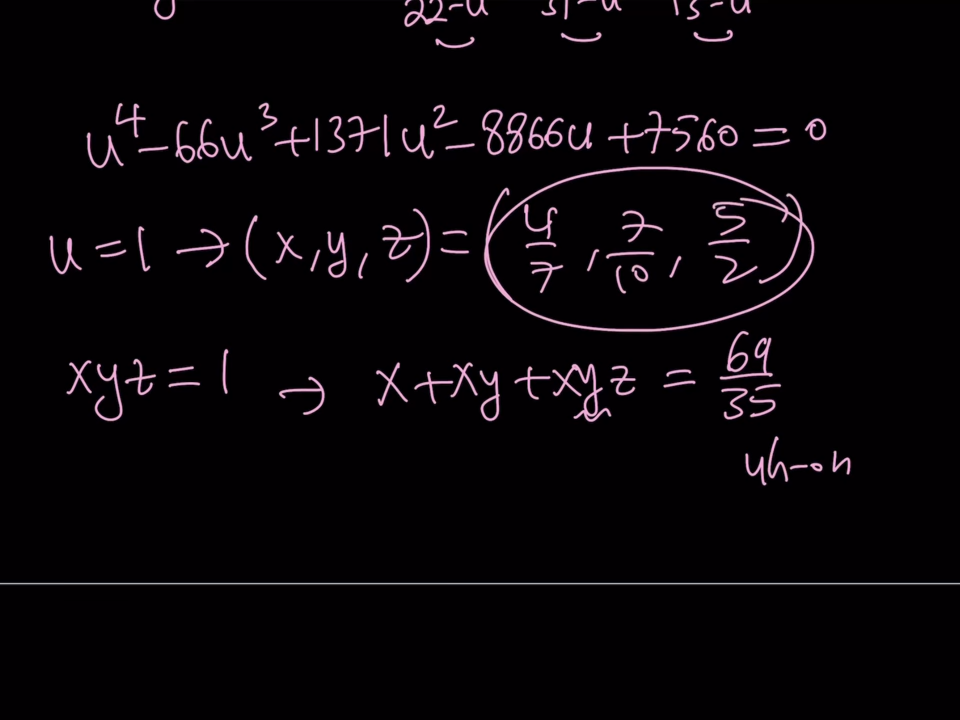 22-u 31-u 13-u
u⁴-66u³+1371u²-8866u+7560=0
u=1→(x,y,z)=(4/7, 7/10, 5/2)
xyz=1 → x+xy+xyz = 69/35
uh-oh